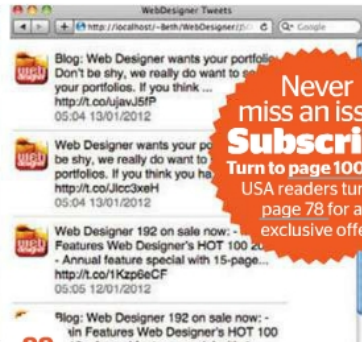 WebDesigner Tweets
http://localhost/~Beth/WebDesigner/
Google
Blog: Web Designer wants your portfolio
Don't be shy, we really do want to
your portfolios. If you think ...
http://t.co/ujavJ5fP
05:04 13/01/2012
Web Designer wants your
be shy, we really do want to
portfolios. If you think you
http://t.co/Jlcc3xeH
05:04 13/01/2012
Web Designer 192 on sale now: -
Features Web Designer's HOT 100
- Annual feature special with 15-page...
http://t.co/1Kzp6eCF
05:05 12/01/2012
Blog: Web Designer 192 on sale now: -
in Features Web Designer's HOT 100
Never
miss an iss
Subscri
Turn to page 100
USA readers tur
page 78 for a
exclusive offe